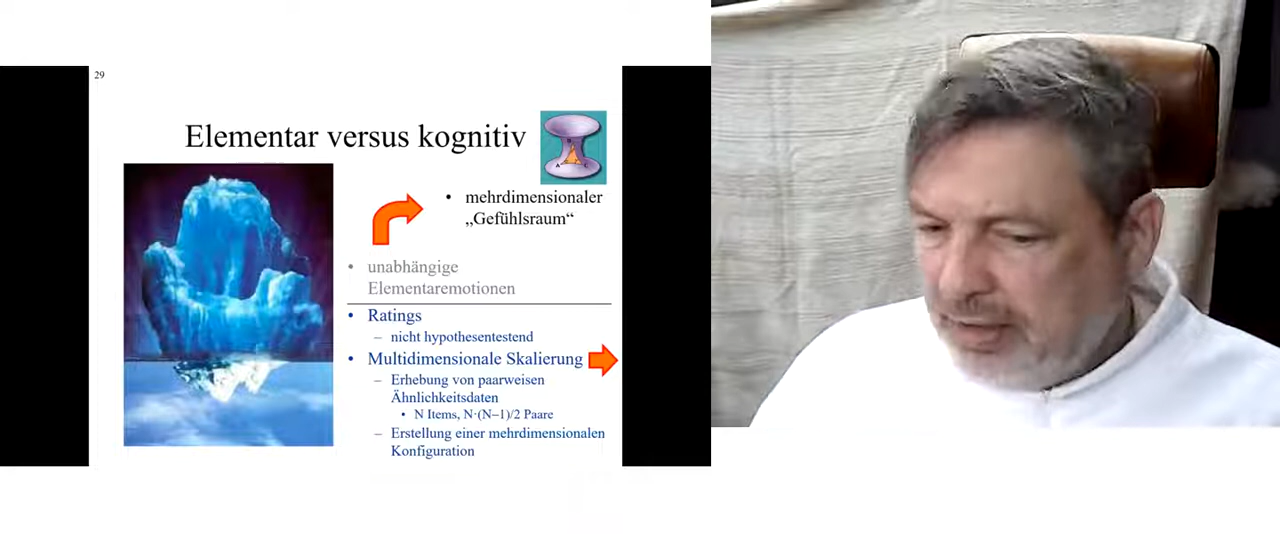 29
Elementar versus kognitiv
B
A C
• mehrdimensionaler
„Gefühlsraum“
• unabhängige
Elementaremotionen
• Ratings
– nicht hypothesentestend
• Multidimensionale Skalierung
– Erhebung von paarweisen
Ähnlichkeitsdaten
• N Items, N·(N–1)/2 Paare
– Erstellung einer mehrdimensionalen
Konfiguration